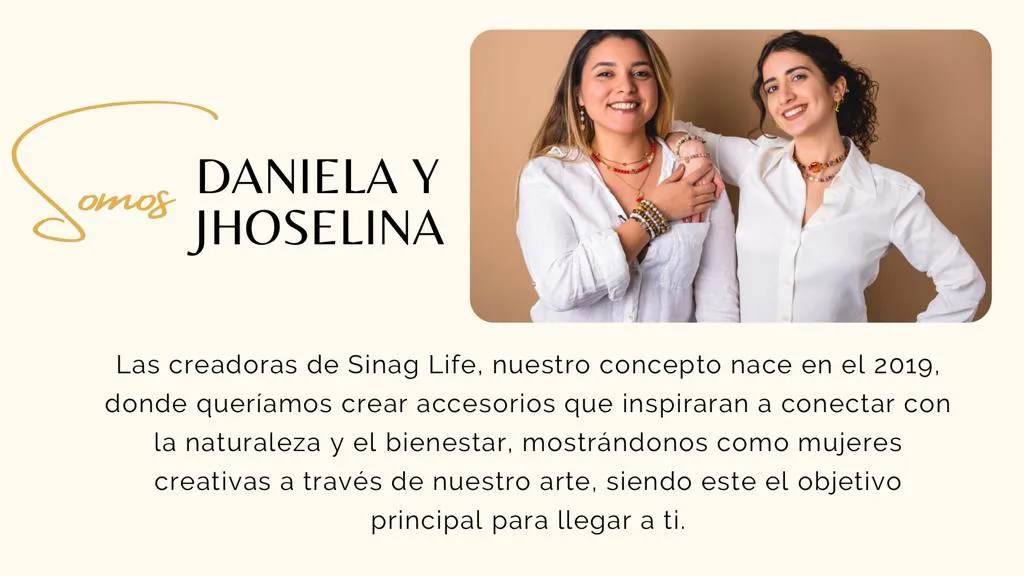 Somos
DANIELA Y
JHOSELINA
Las creadoras de Sinag Life, nuestro concepto nace en el 2019,
donde queríamos crear accesorios que inspiraran a conectar con
la naturaleza y el bienestar, mostrándonos como mujeres
creativas a través de nuestro arte, siendo este el objetivo
principal para llegar a ti.